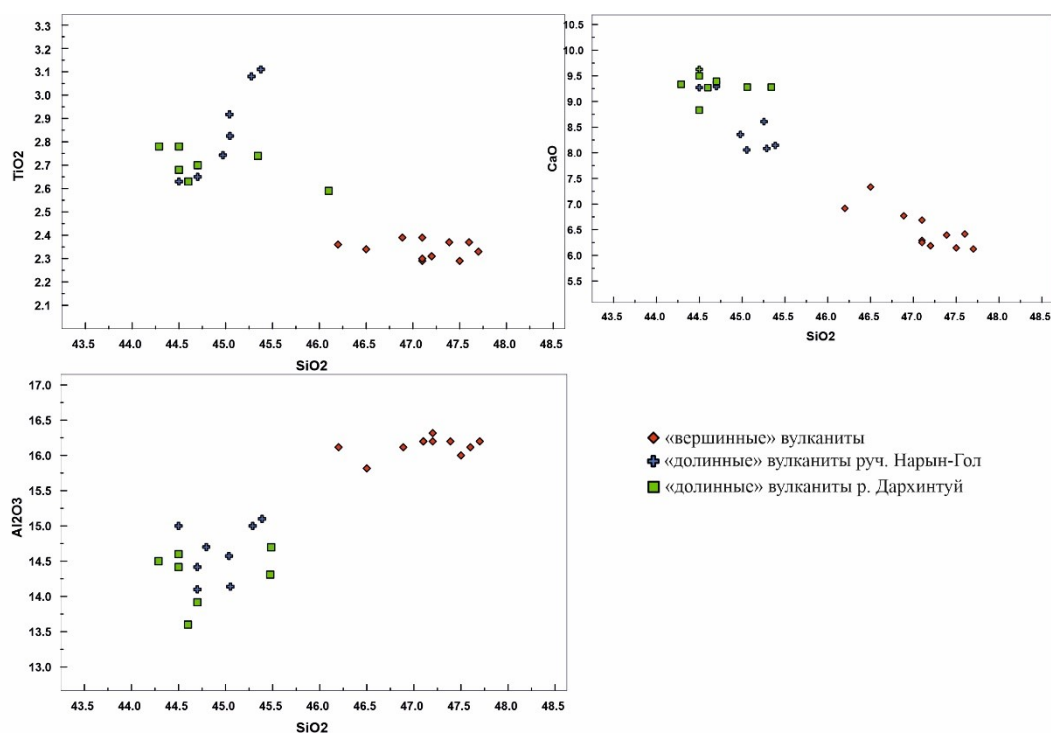 3.3
3.2
3.1
3.0
2.9
2.8
2.7
2.6
2.5
2.4
2.3
2.2
2.1
TiO2
43.5 44.0 44.5 45.0 45.5 46.0 46.5 47.0 47.5 48.0 48.5
SiO2
10.5
10.0
9.5
9.0
8.5
8.0
7.5
7.0
6.5
6.0
5.5
CaO
43.5 44.0 44.5 45.0 45.5 46.0 46.5 47.0 47.5 48.0 48.5
SiO2
17.0
16.5
16.0
15.5
15.0
14.5
14.0
13.5
13.0
Al2O3
43.5 44.0 44.5 45.0 45.5 46.0 46.5 47.0 47.5 48.0 48.5
SiO2
«вершинные» вулканиты
«долинные» вулканиты руч. Нарын-Гол
«долинные» вулканиты р. Дархинтуй